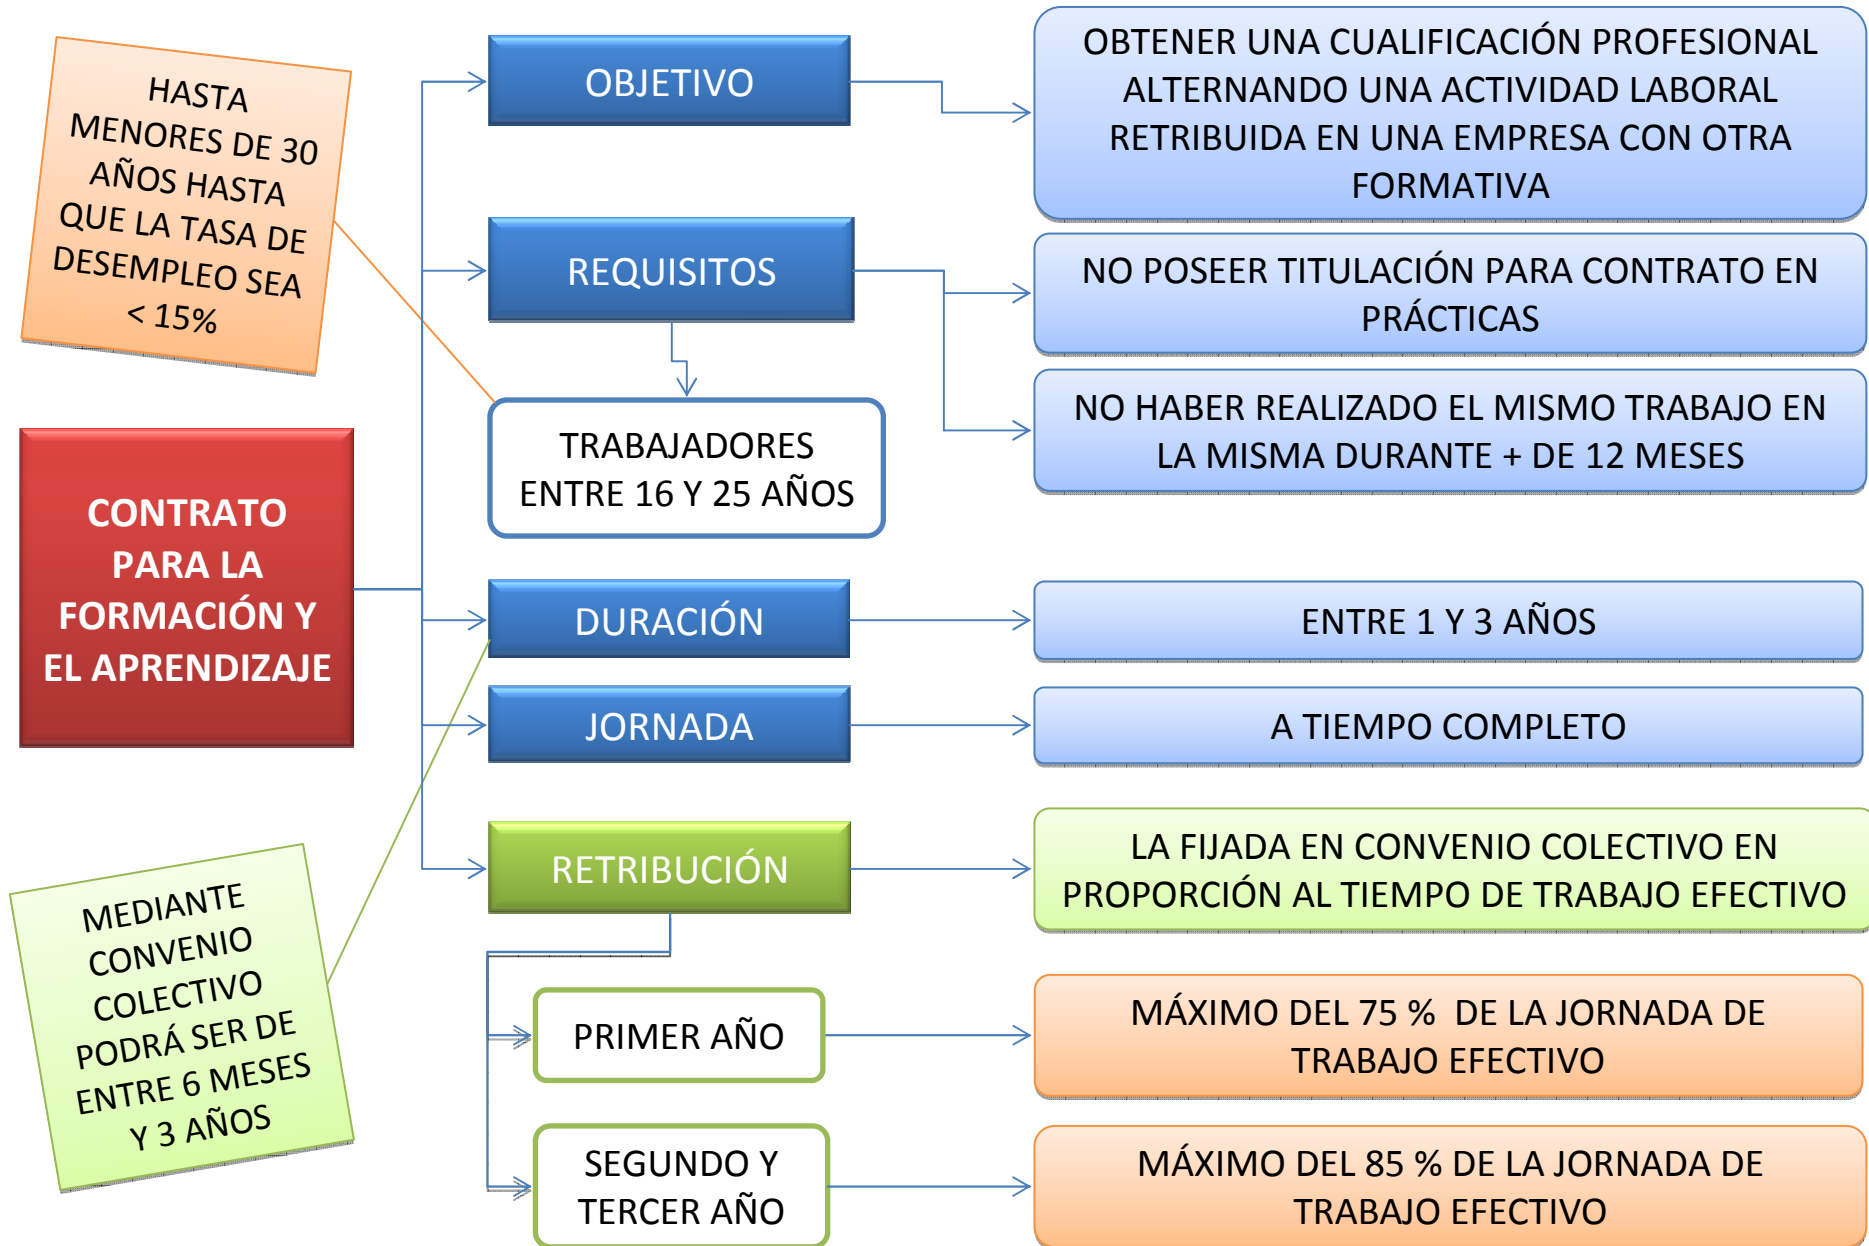 HASTA
MENORES DE 30
AÑOS HASTA
QUE LA TASA DE
DESEMPLEO SEA
< 15%
CONTRATO
PARA LA
FORMACIÓN Y
EL APRENDIZAJE
MEDIANTE
CONVENIO
COLECTIVO
PODRÁ SER DE
ENTRE 6 MESES
Y 3 AÑOS
OBJETIVO
OBTENER UNA CUALIFICACIÓN PROFESIONAL
ALTERNANDO UNA ACTIVIDAD LABORAL
RETRIBUIDA EN UNA EMPRESA CON OTRA
FORMATIVA
REQUISITOS
NO POSEER TITULACIÓN PARA CONTRATO EN
PRÁCTICAS
NO HABER REALIZADO EL MISMO TRABAJO EN
LA MISMA DURANTE + DE 12 MESES
TRABAJADORES
ENTRE 16 Y 25 AÑOS
DURACIÓN
ENTRE 1 Y 3 AÑOS
JORNADA
A TIEMPO COMPLETO
RETRIBUCIÓN
LA FIJADA EN CONVENIO COLECTIVO EN
PROPORCIÓN AL TIEMPO DE TRABAJO EFECTIVO
PRIMER AÑO
MÁXIMO DEL 75 % DE LA JORNADA DE
TRABAJO EFECTIVO
SEGUNDO Y
TERCER AÑO
MÁXIMO DEL 85 % DE LA JORNADA DE
TRABAJO EFECTIVO